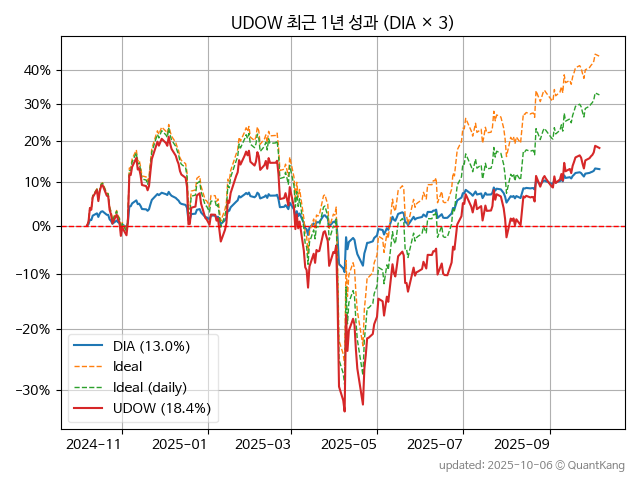 UDOW 최근 1년 성과 (DIA × 3)
40%
30%
20%
10%
0%
−10%
−20%
−30%
DIA (13.0%)
Ideal
Ideal (daily)
UDOW (18.4%)
2024-11
2025-01
2025-03
2025-05
2025-07
2025-09
updated: 2025-10-06 © QuantKang